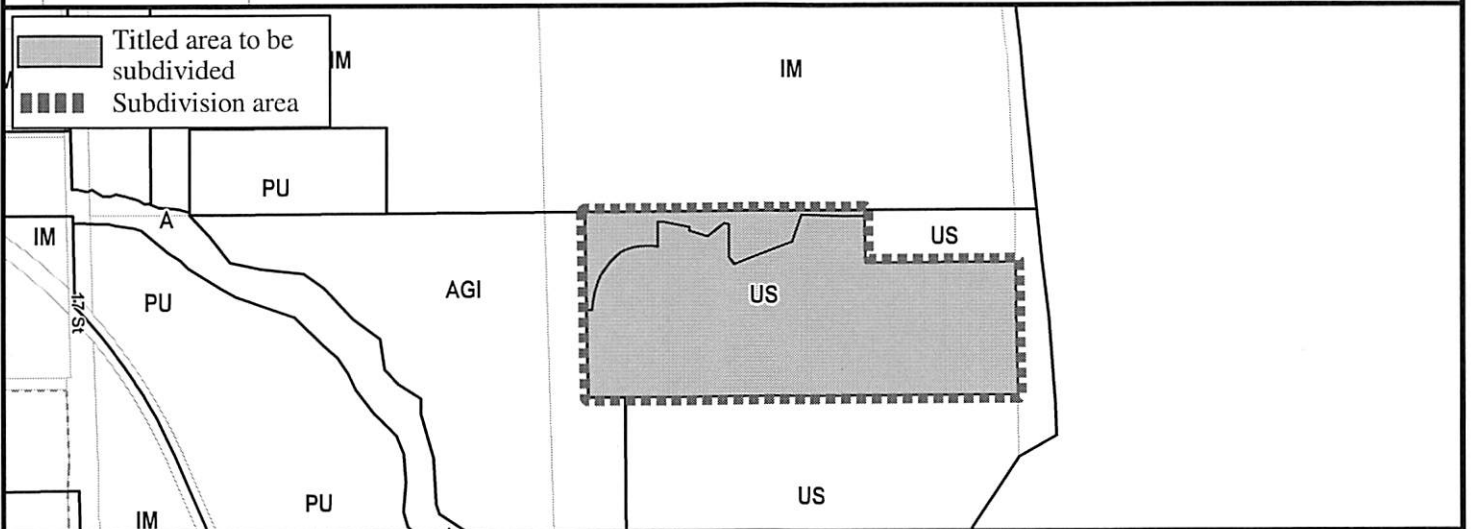 Titled area to be
subdivided
Subdivision area
IM
IM
PU
A
IM
US
PU
AGI
US
17 St
PU
US
IM